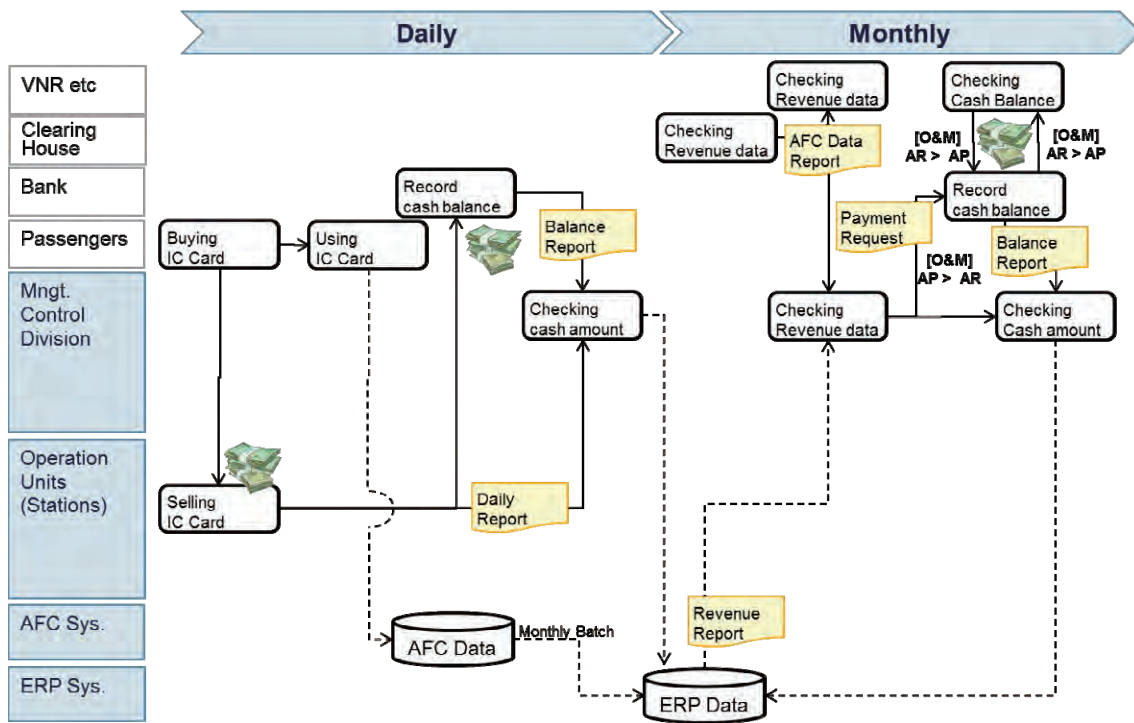 Daily
Monthly
VNR etc
Clearing
House
Bank
Passengers
Mngt.
Control
Division
Operation
Units
(Stations)
AFC Sys.
ERP Sys.
Buying
IC Card
Using
IC Card
Record
cash balance
Balance
Report
Checking
cash amount
Selling
IC Card
Daily
Report
AFC Data
Monthly Batch
ERP Data
Revenue
Report
Checking
Revenue data
Checking
Revenue data
AFC Data
Report
Checking
Cash Balance
[O&M]
AR > AP
[O&M]
AR > AP
Record
cash balance
Payment
Request
[O&M]
AP > AR
Balance
Report
Checking
Revenue data
Checking
Cash amount